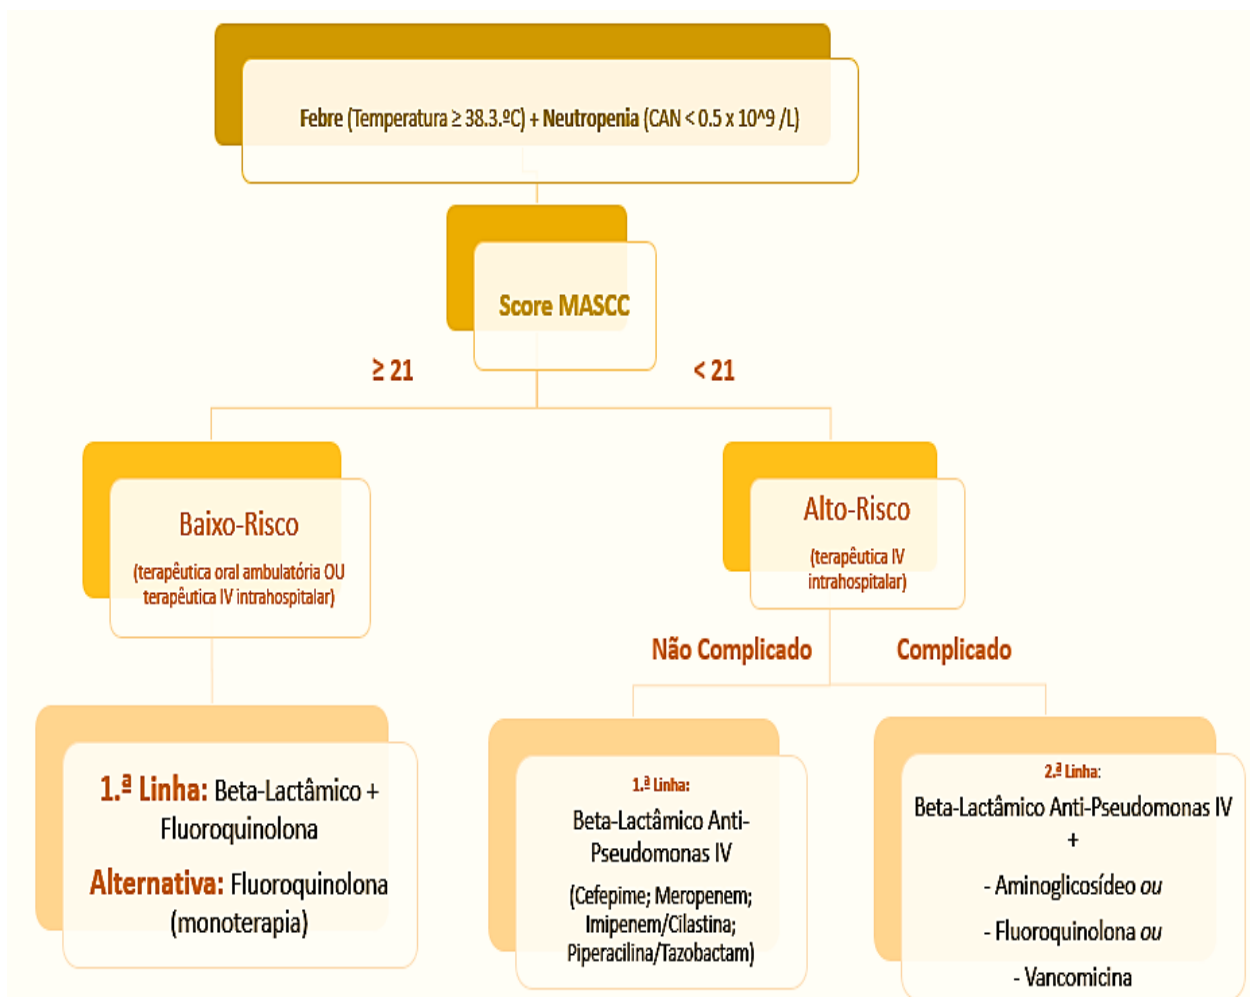 Febre (Temperatura ≥ 38.3.ºC) + Neutropenia (CAN < 0.5 x 10^9 /L)
Score MASCC
≥ 21
< 21
Baixo-Risco
(terapêutica oral ambulatória OU
terapêutica IV intrahospitalar)
Alto-Risco
(terapêutica IV
intrahospitalar)
Não Complicado
Complicado
1.ª Linha: Beta-Lactâmico +
Fluoroquinolona
Alternativa: Fluoroquinolona
(monoterapia)
1.ª Linha:
Beta-Lactâmico Anti-
Pseudomonas IV
(Cefepime; Meropenem;
Imipenem/Cilastina;
Piperacilina/Tazobactam)
2.ª Linha:
Beta-Lactâmico Anti-Pseudomonas IV
+
- Aminoglicosídeo ou
- Fluoroquinolona ou
- Vancomicina